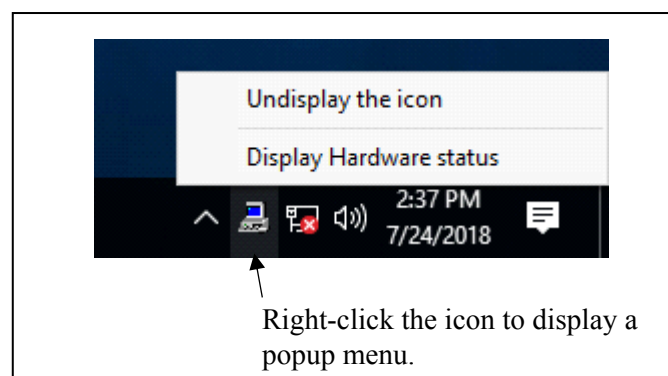 Undisplay the icon
Display Hardware status
2:37 PM
7/24/2018
Right-click the icon to display a
popup menu.